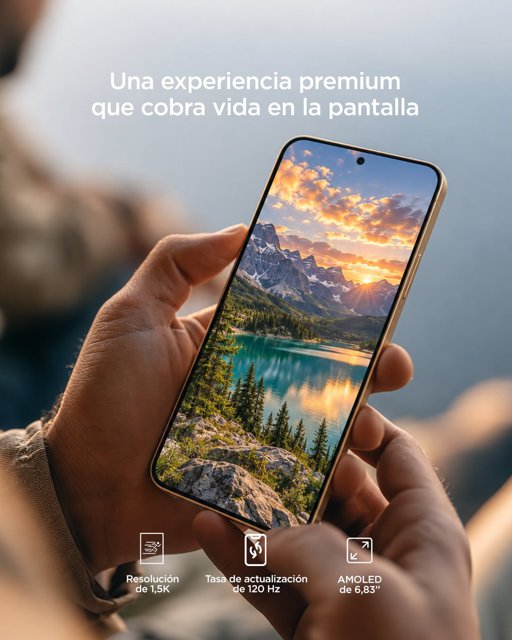 Una experiencia premium
que cobra vida en la pantalla
Resolución
de 1,5K
Tasa de actualización
de 120 Hz
AMOLED
de 6,83”